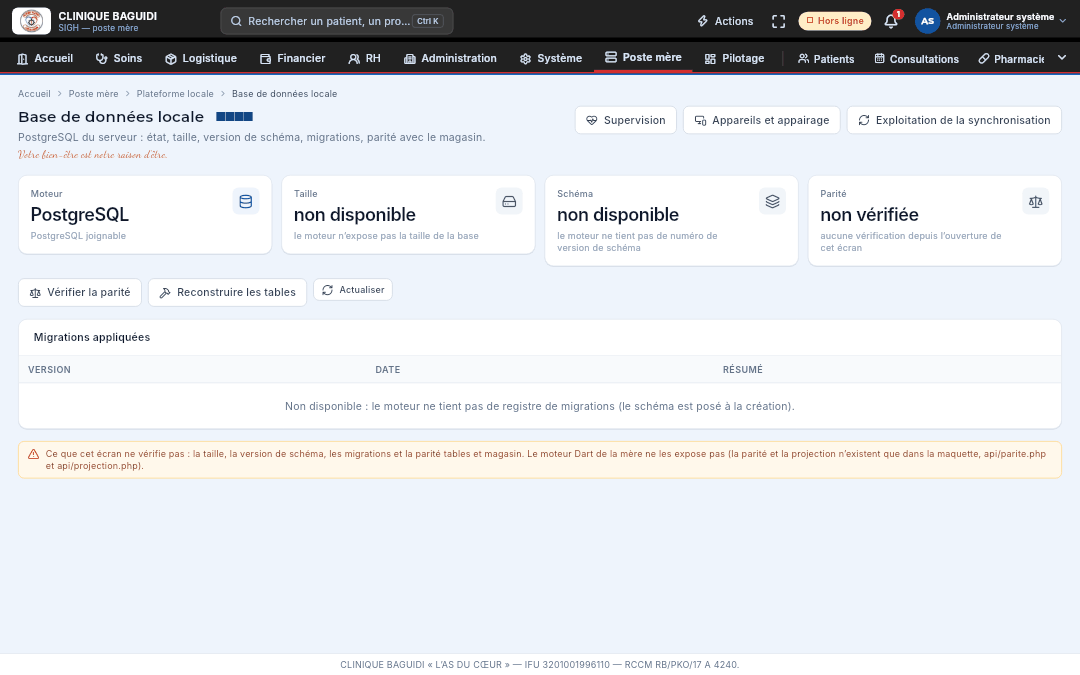 CLINIQUE BAGUIDI
SIGH — poste mère
Rechercher un patient, un pro... Ctrl K
Actions
Hors ligne
1
AS
Administrateur système
Administrateur système
Accueil Soins Logistique Financier RH Administration Système Poste mère Pilotage Patients Consultations Pharmacie
Accueil > Poste mère > Plateforme locale > Base de données locale
Base de données locale
PostgreSQL du serveur : état, taille, version de schéma, migrations, parité avec le magasin.
Votre bien-être est notre raison d'être.
Supervision
Appareils et appairage
Exploitation de la synchronisation
Moteur
PostgreSQL
PostgreSQL joignable
Taille
non disponible
le moteur n'expose pas la taille de la base
Schéma
non disponible
le moteur ne tient pas de numéro de
version de schéma
Parité
non vérifiée
aucune vérification depuis l'ouverture de
cet écran
Vérifier la parité
Reconstruire les tables
Actualiser
Migrations appliquées
VERSION DATE RÉSUMÉ
Non disponible : le moteur ne tient pas de registre de migrations (le schéma est posé à la création).
Ce que cet écran ne vérifie pas : la taille, la version de schéma, les migrations et la parité tables et magasin. Le moteur Dart de la mère ne les expose pas (la parité et la projection n'existent que dans la maquette, api/parite.php
et api/projection.php).
CLINIQUE BAGUIDI « L'AS DU CŒUR » — IFU 3201001996110 — RCCM RB/PKO/17 A 4240.